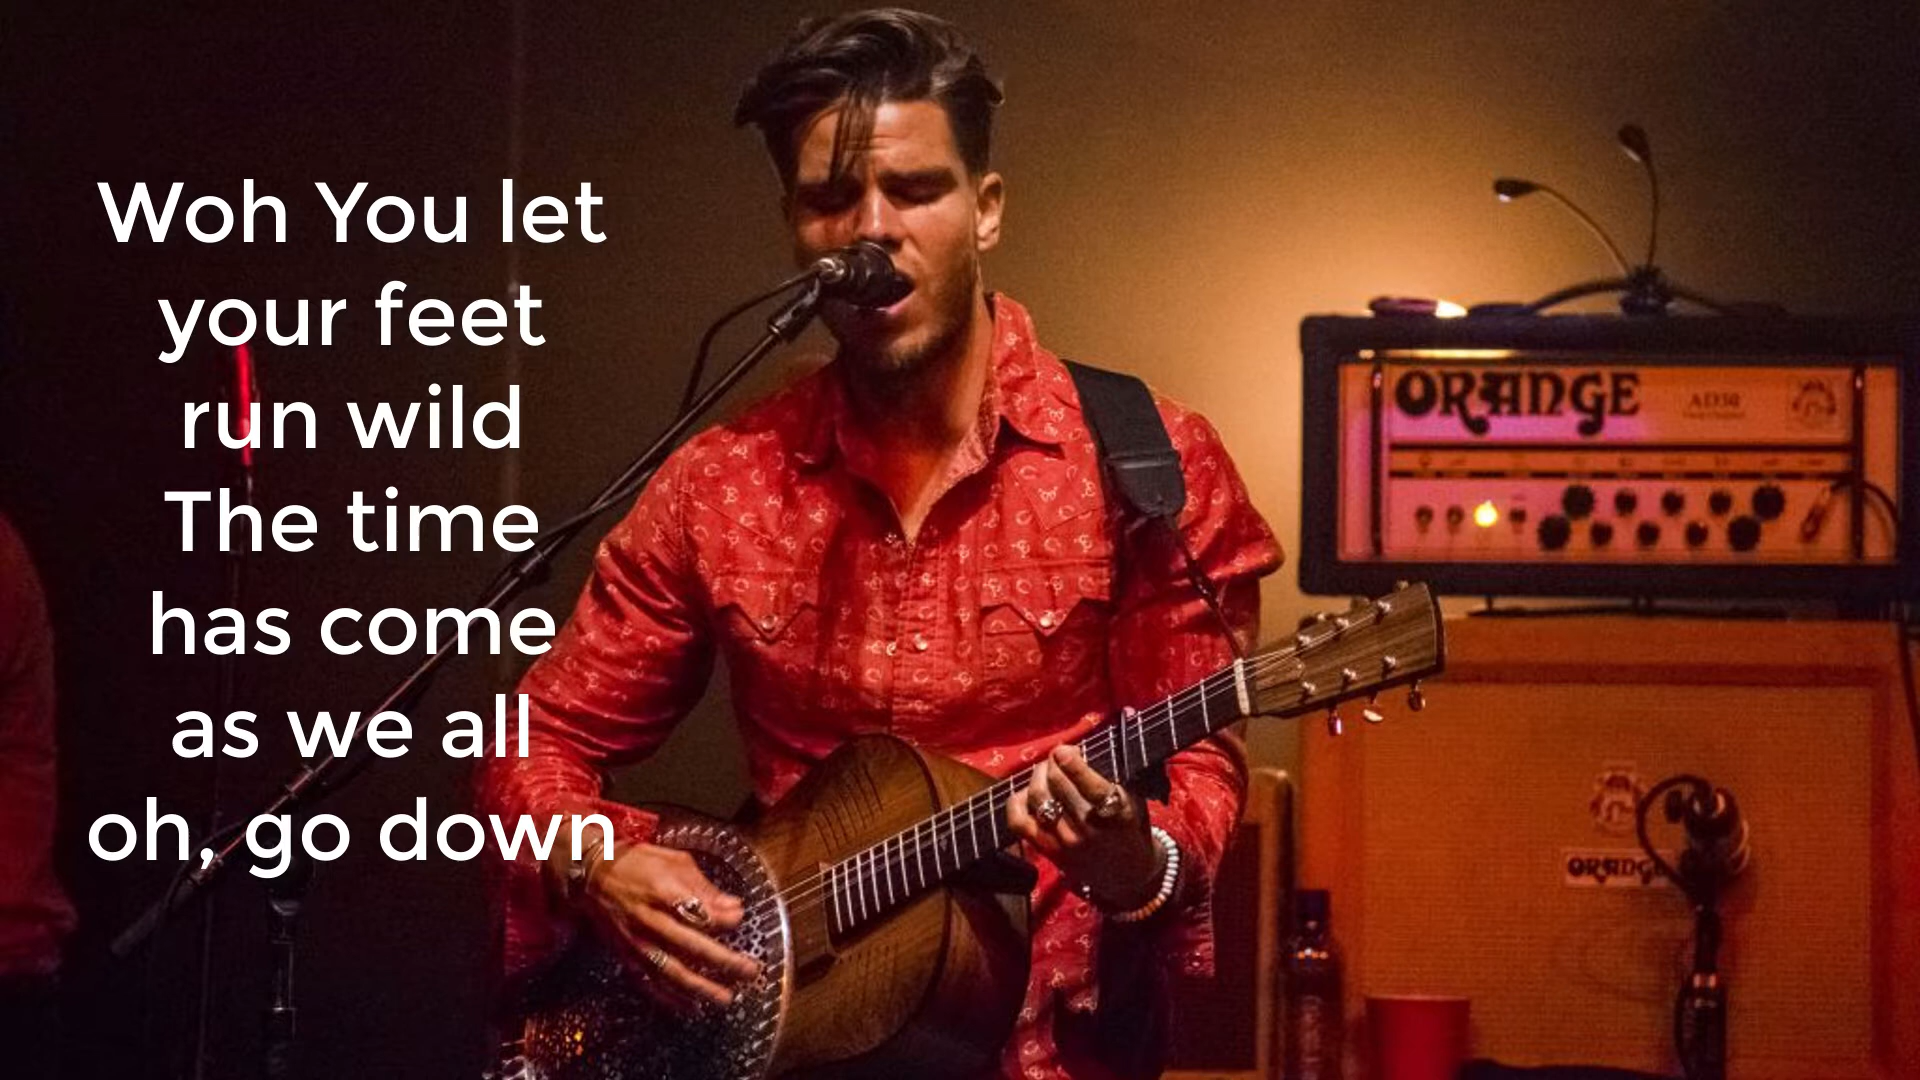 Woh You let
your feet
run wild
The time
has come
as we all
oh, go down
ORANGE
AD30
ORANGE